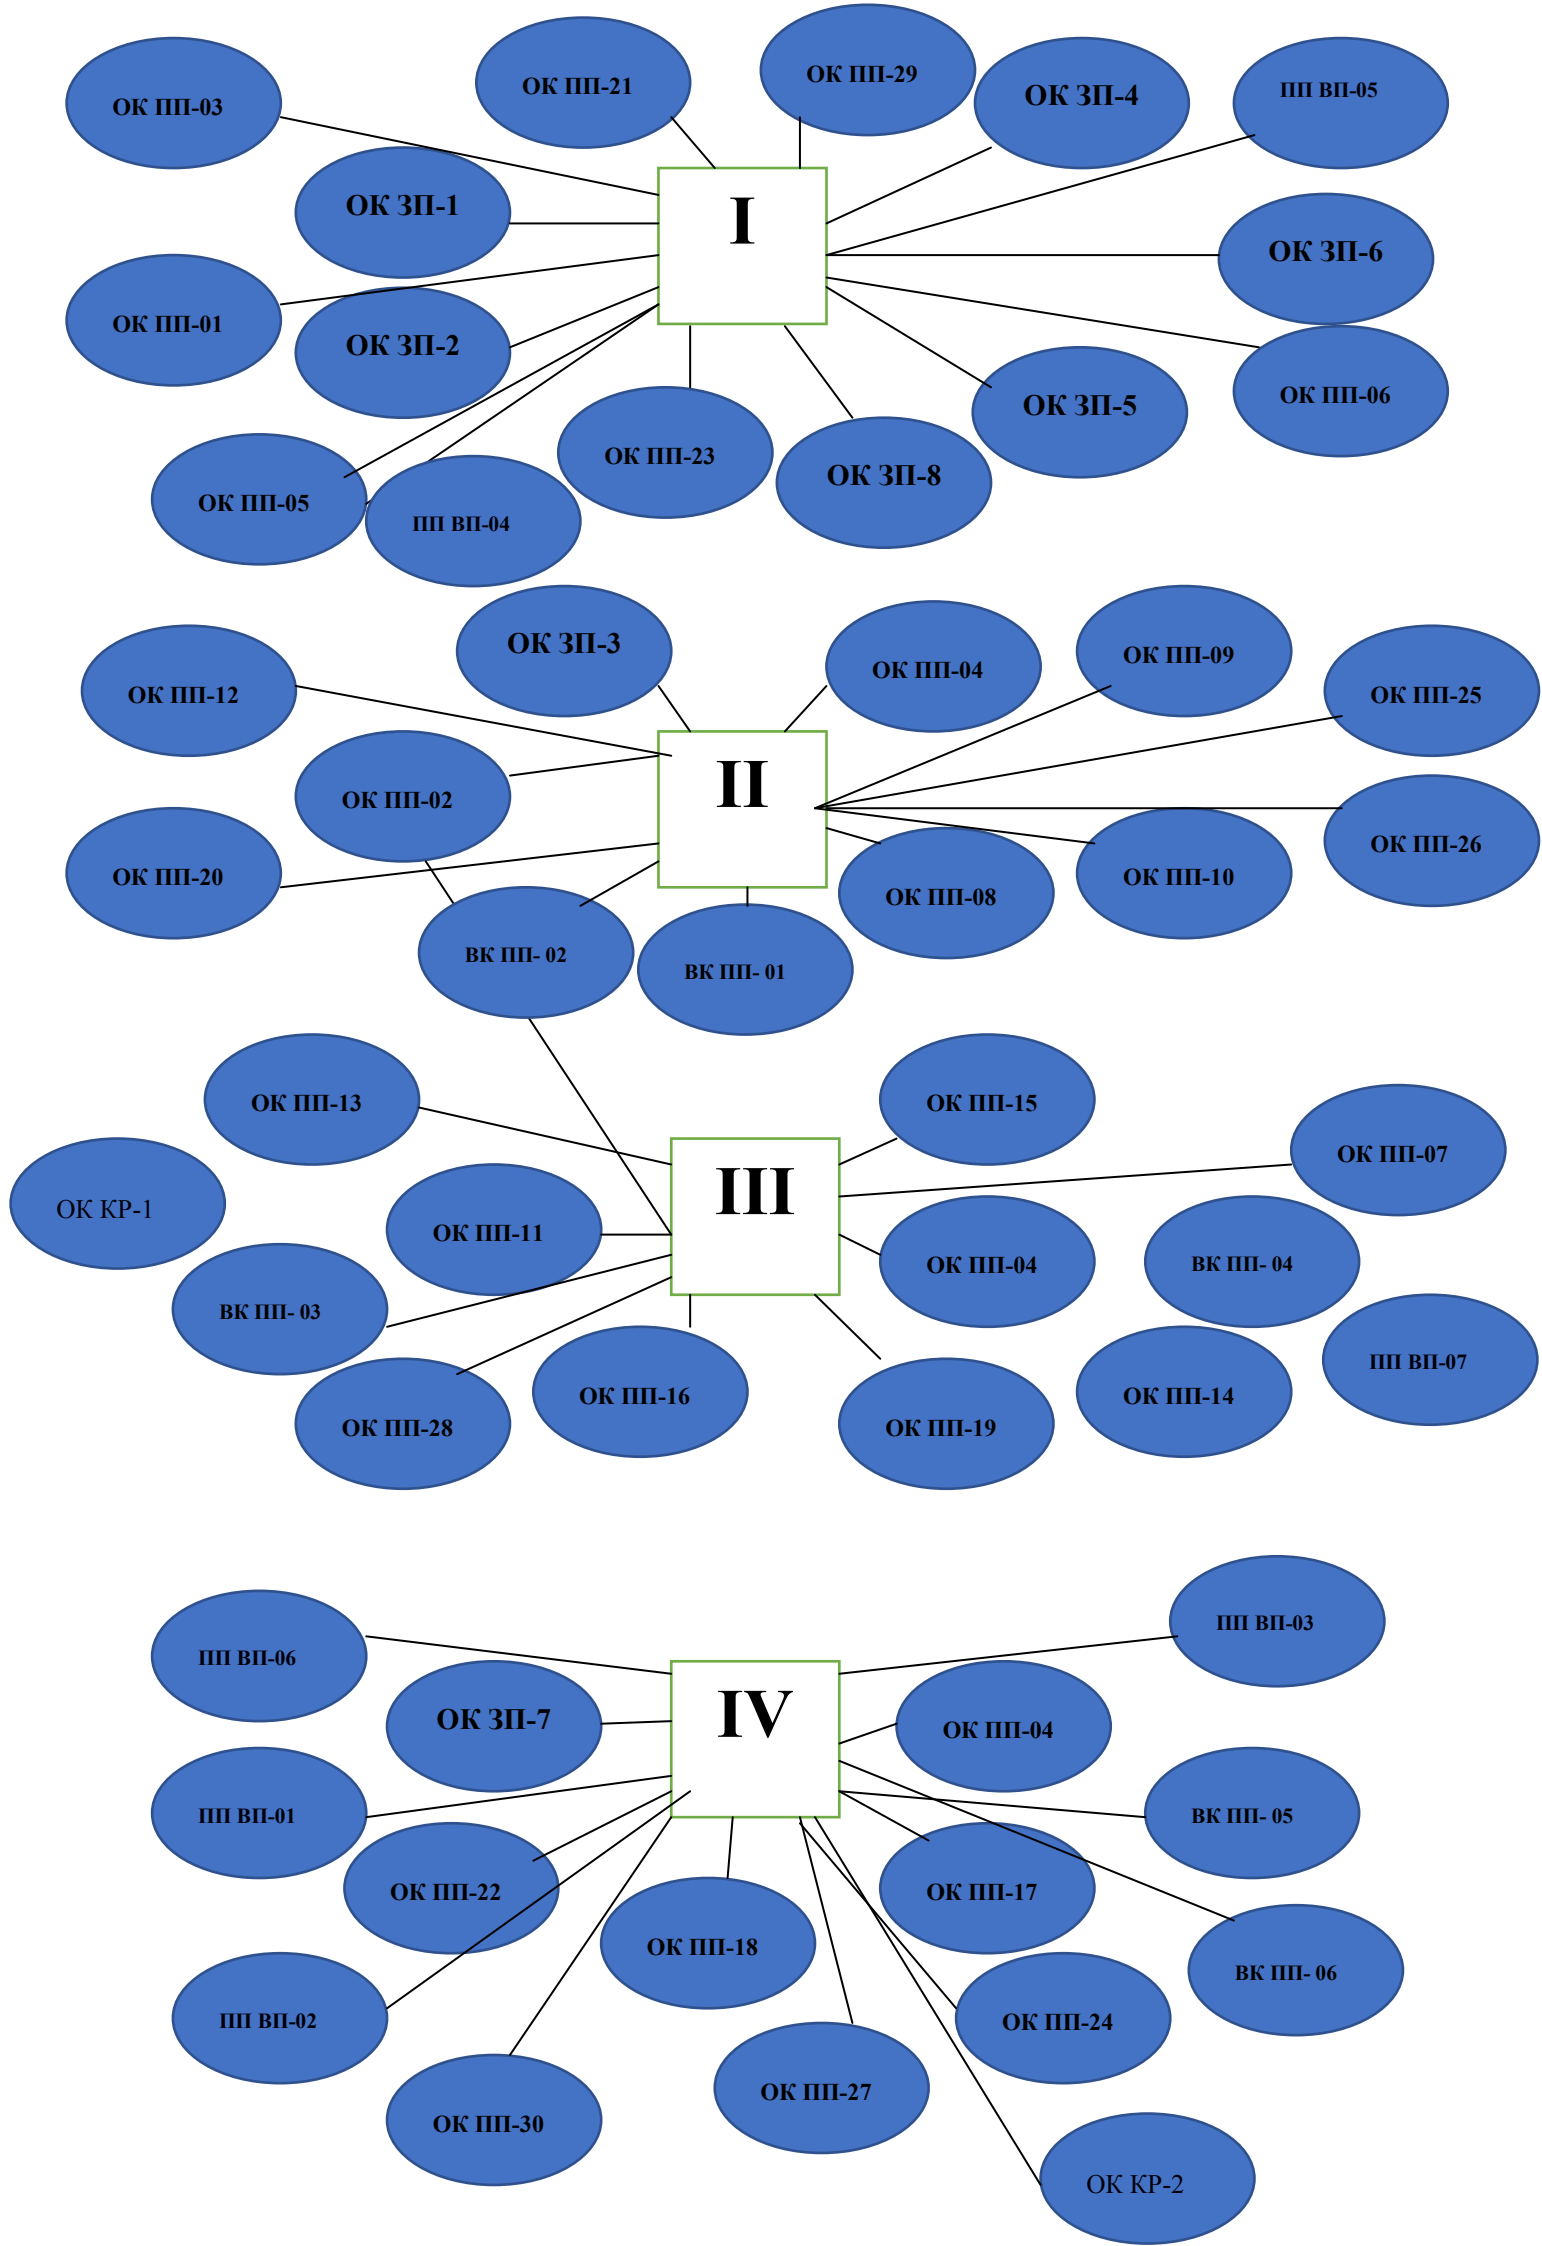 ОК ПП-03
ОК ПП-21
ОК ПП-29
ОК ЗП-4
ПП ВП-05
ОК ЗП-1
I
ОК ЗП-6
ОК ПП-01
ОК ЗП-2
ОК ПП-06
ОК ПП-05
ПП ВП-04
ОК ПП-23
ОК ЗП-8
ОК ЗП-5
ОК ЗП-3
ОК ПП-04
ОК ПП-09
ОК ПП-25
ОК ПП-12
ОК ПП-02
II
ОК ПП-26
ОК ПП-20
ОК ПП-08
ОК ПП-10
ВК ПП- 02
ВК ПП- 01
ОК ПП-13
ОК ПП-15
ОК ПП-07
ОК КР-1
ОК ПП-11
III
ОК ПП-04
ВК ПП- 04
ВК ПП- 03
ПП ВП-07
ОК ПП-28
ОК ПП-16
ОК ПП-19
ОК ПП-14
ПП ВП-06
ПП ВП-03
ОК ЗП-7
IV
ОК ПП-04
ПП ВП-01
ВК ПП- 05
ОК ПП-22
ОК ПП-17
ОК ПП-18
ВК ПП- 06
ПП ВП-02
ОК ПП-24
ОК ПП-30
ОК ПП-27
ОК КР-2